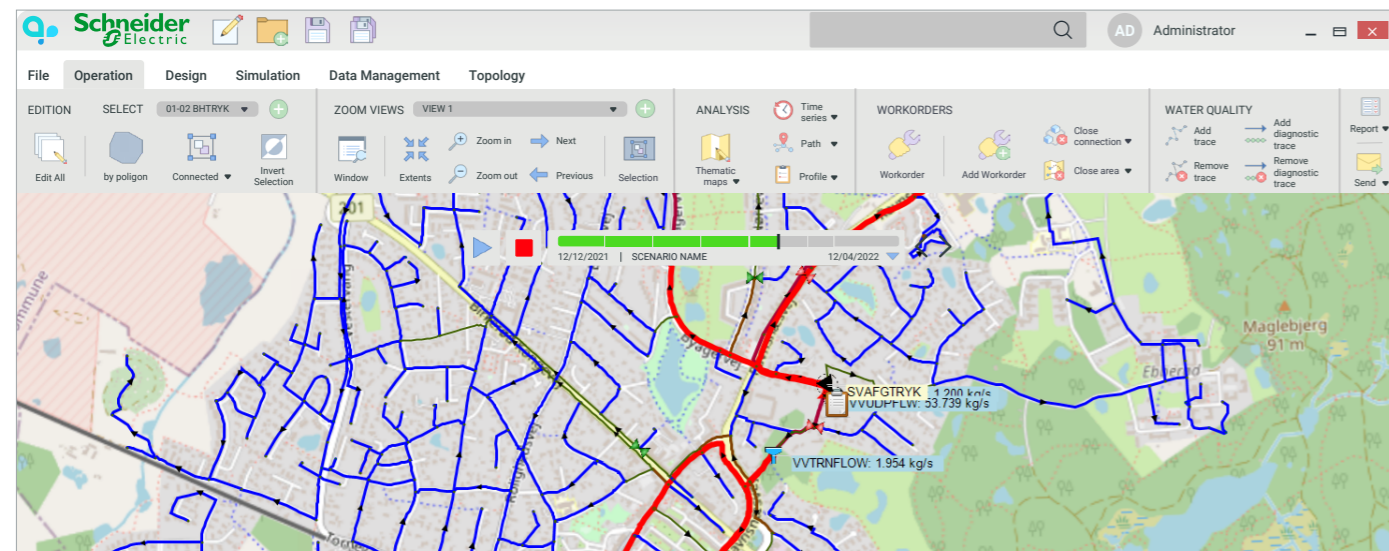 Schneider Electric
AD Administrator
File Operation Design Simulation Data Management Topology
EDITION SELECT 01-02 BHTRYK
Edit All
by poligon
Connected
Invert
Selection
ZOOM VIEWS VIEW 1
Window
Extents
Zoom in
Zoom out
Next
Previous
Selection
ANALYSIS
Thematic
maps
Time
series
Path
Profile
WORKORDERS
Workorder
Add Workorder
Close
connection
Close area
WATER QUALITY
Add
trace
Remove
trace
Add
diagnostic
trace
Remove
diagnostic
trace
Report
Send
201
12/12/2021 | SCENARIO NAME 12/04/2022
Maglebjerg
91 m
Byagervej
SVAFGTRYK 1.200 kg/s
VVUDPFLW: 53.739 kg/s
VVTRNFLOW: 1.954 kg/s